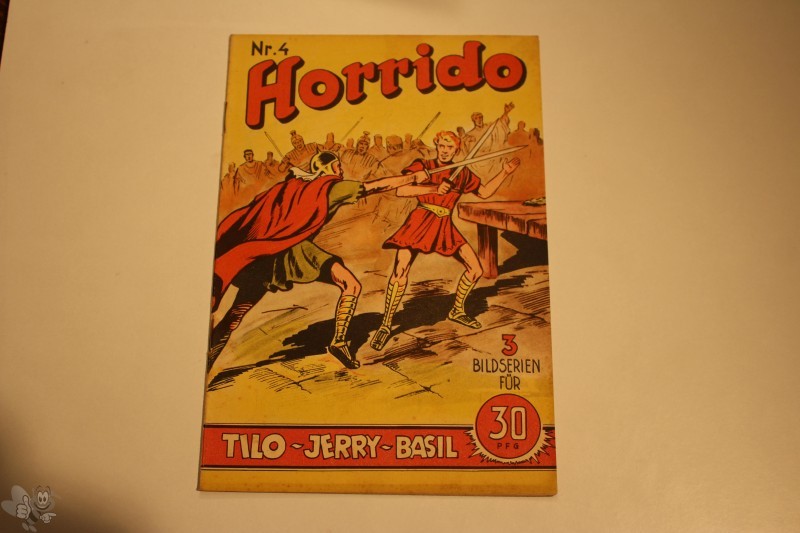 Nr. 4
Horrido
3
BILDSERIEN
FÜR
30
PFG
TILO - JERRY - BASIL